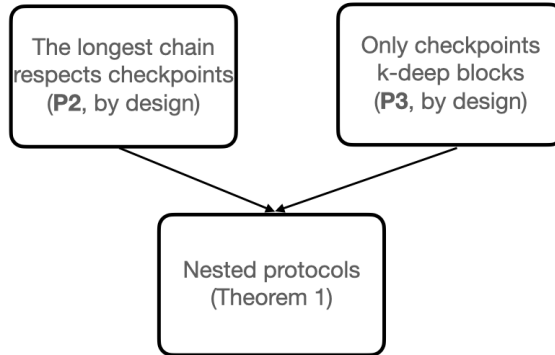 The longest chain
respects checkpoints
(P2, by design)
Only checkpoints
k-deep blocks
(P3, by design)
Nested protocols
(Theorem 1)